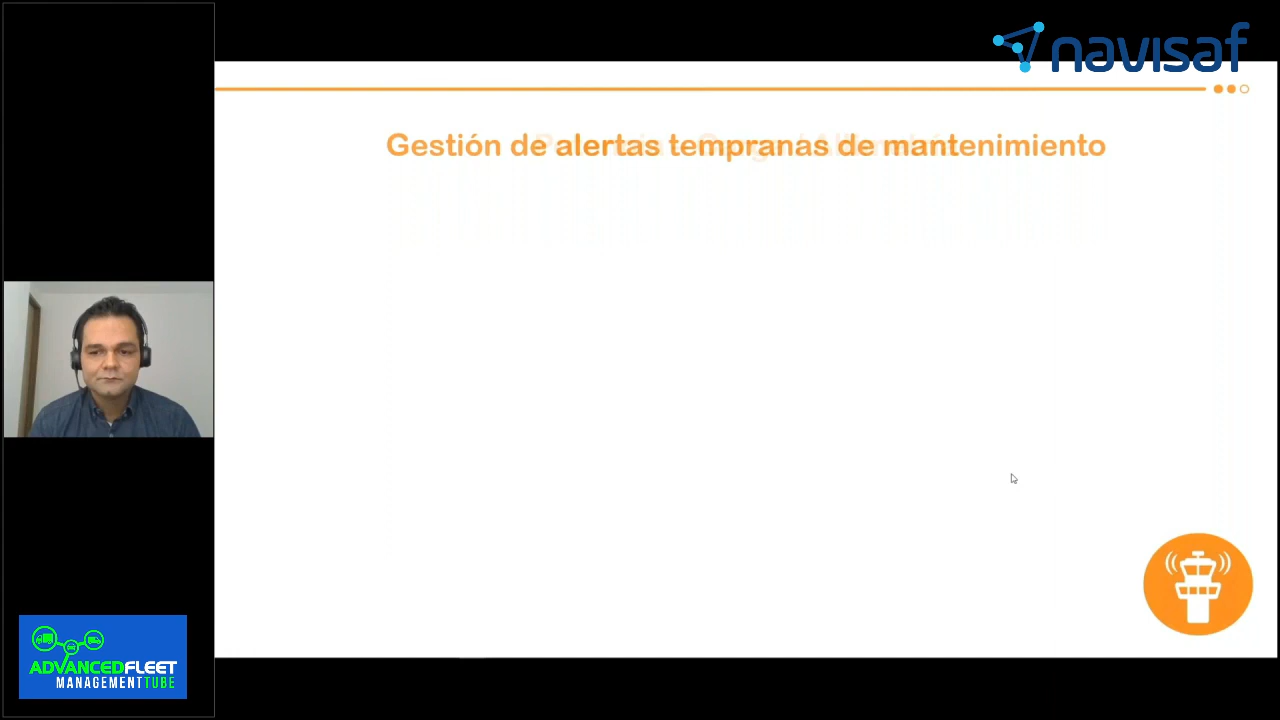 navisaf
Gestión de alertas tempranas de mantenimiento
ADVANCEDFLEET
MANAGEMENTTUBE